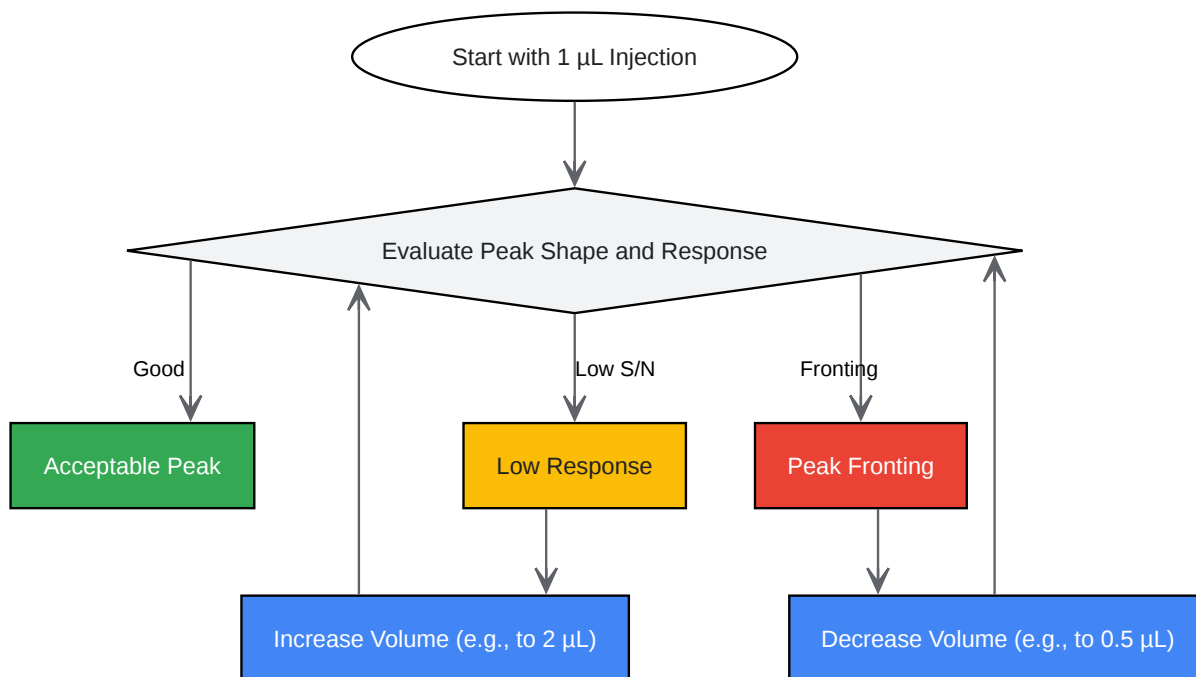 Start with 1 µL Injection
Evaluate Peak Shape and Response
Good
Low S/N
Fronting
Acceptable Peak
Low Response
Peak Fronting
Increase Volume (e.g., to 2 µL)
Decrease Volume (e.g., to 0.5 µL)